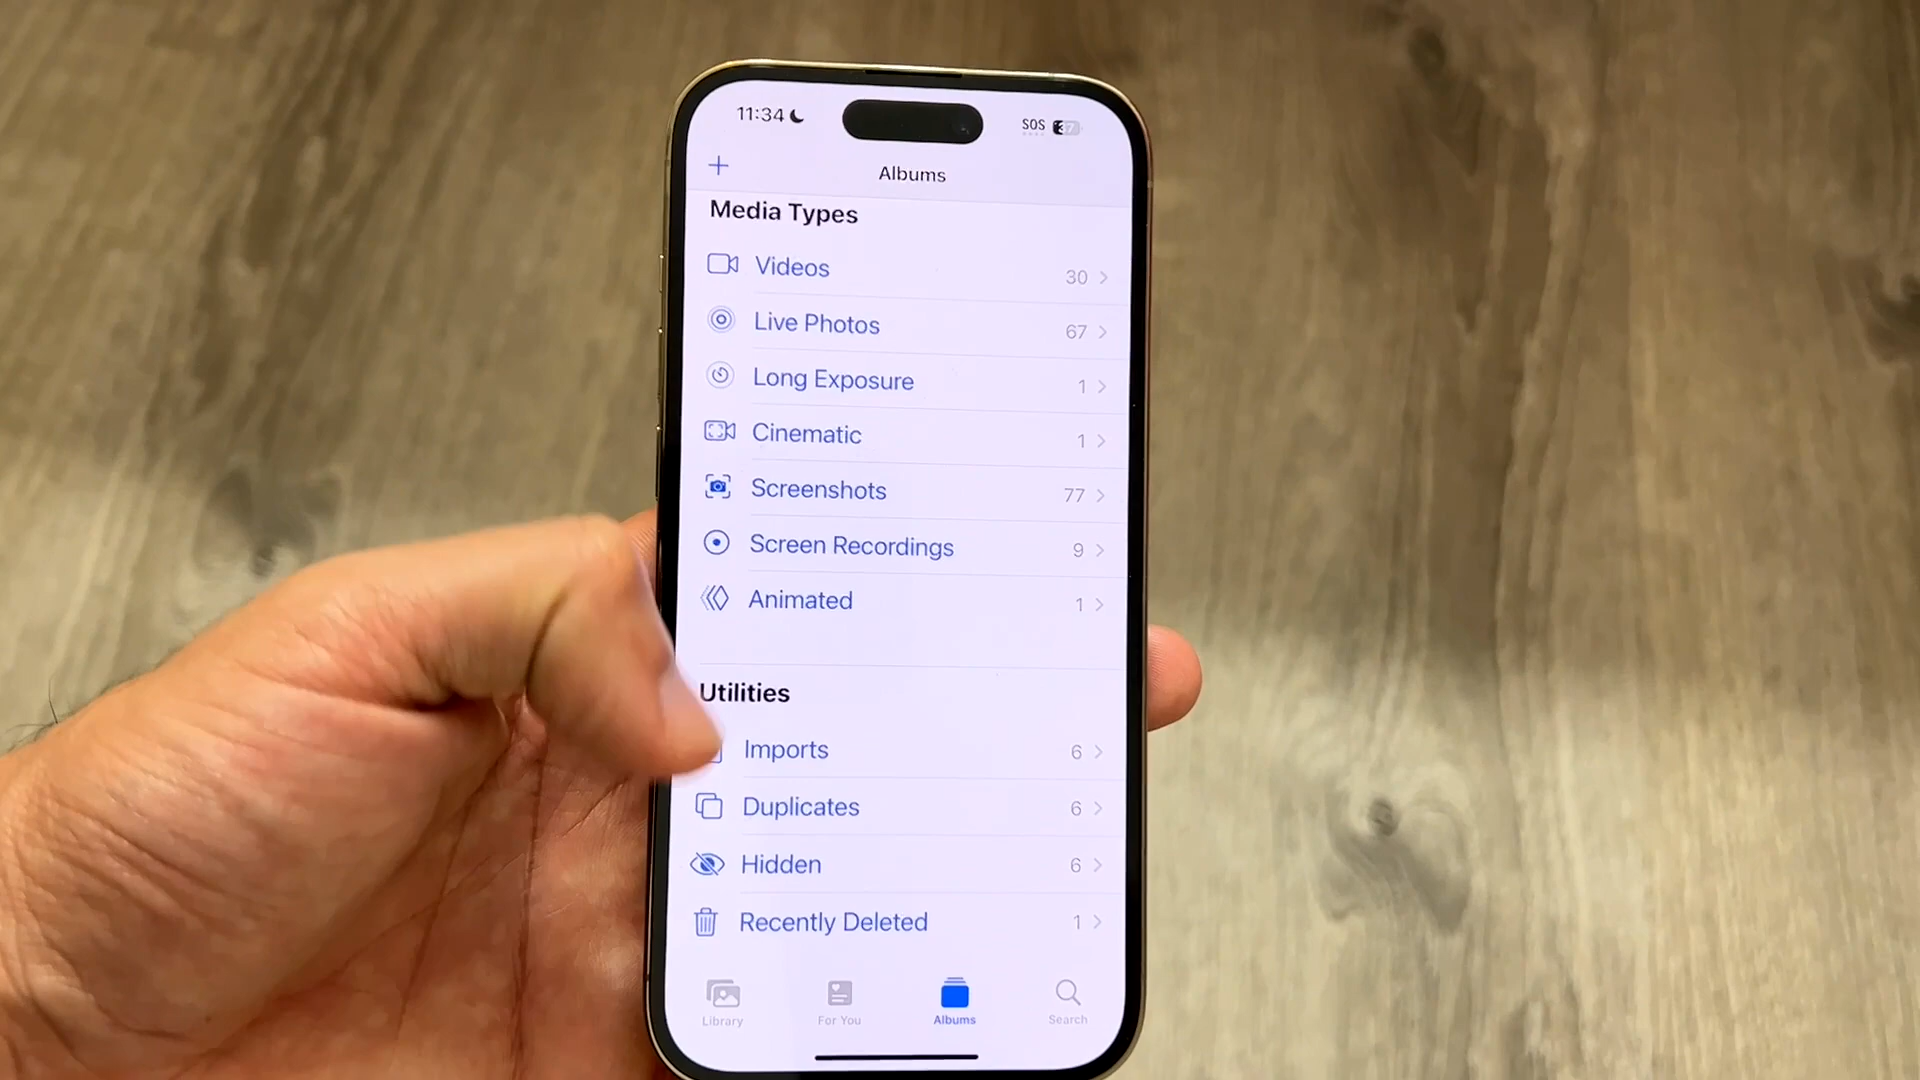 11:34
SOS 37
Albums
Media Types
Videos 30
Live Photos 67
Long Exposure 1
Cinematic 1
Screenshots 77
Screen Recordings 9
Animated 1
Utilities
Imports 6
Duplicates 6
Hidden 6
Recently Deleted 1
Library For You Albums Search